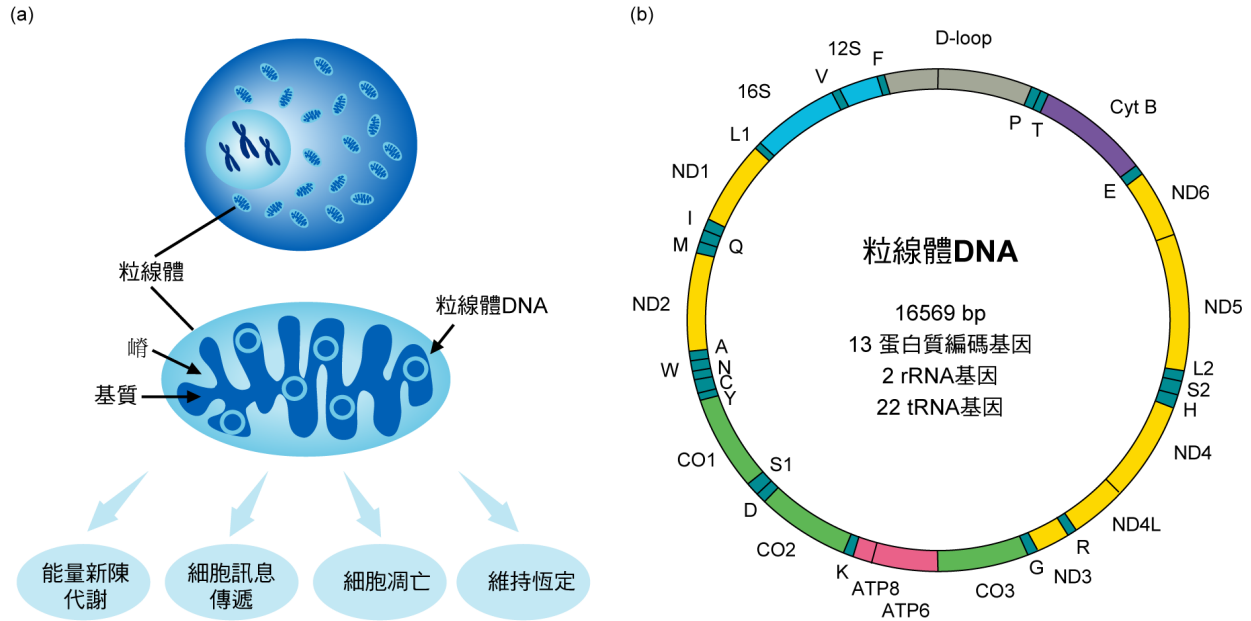 (a)
粒線體
嵴
基質
粒線體DNA
能量新陳
代謝
細胞訊息
傳遞
細胞凋亡
維持恆定
(b)
D-loop
F
12S
V
16S
L1
ND1
I
M
Q
ND2
A
N
C
Y
W
CO1
S1
D
CO2
K
ATP8
ATP6
CO3
G
ND3
R
ND4L
ND4
H
S2
L2
ND5
ND6
E
Cyt B
T
P
粒線體DNA
16569 bp
13 蛋白質編碼基因
2 rRNA基因
22 tRNA基因